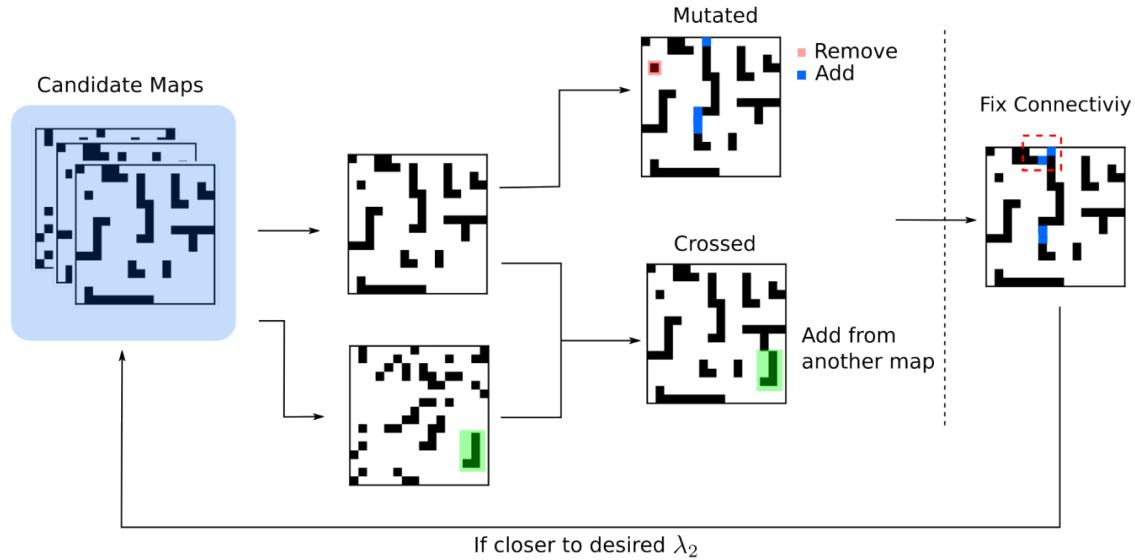 Mutated
Remove
Add
Candidate Maps
Fix Connectiviy
Crossed
Add from
another map
If closer to desired λ₂